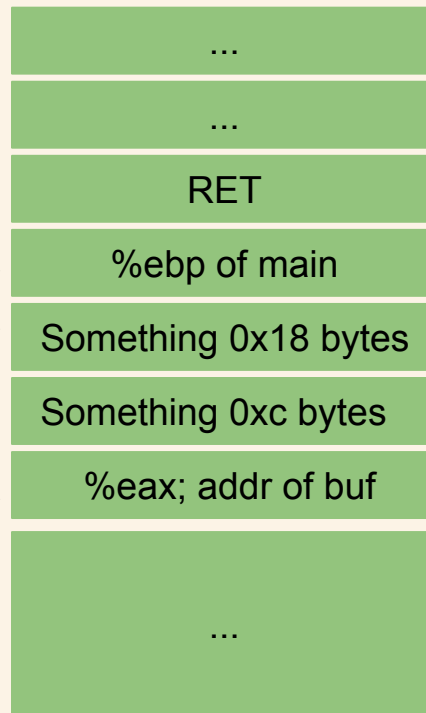 ...
...
RET
%ebp of main
Something 0x18 bytes
Something 0xc bytes
%eax; addr of buf
...